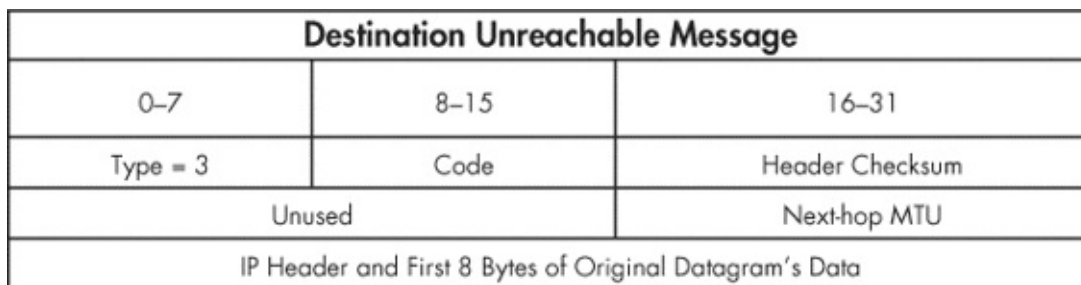 Destination Unreachable Message
0–7 8–15 16–31
Type = 3 Code Header Checksum
Unused Next-hop MTU
IP Header and First 8 Bytes of Original Datagram’s Data